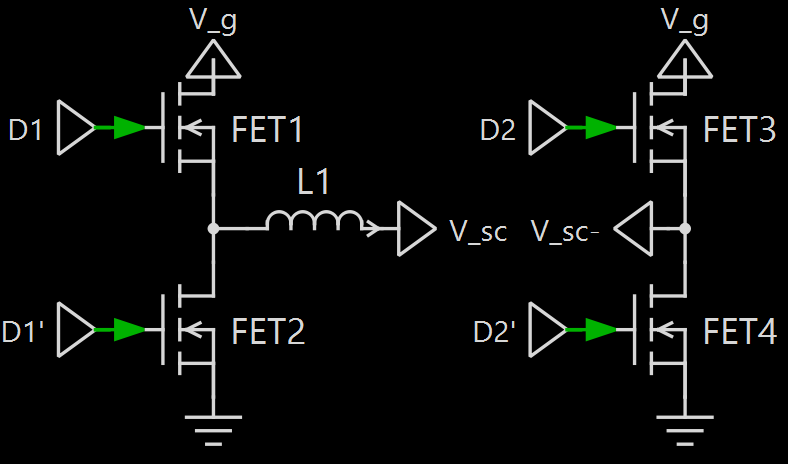 V_g
V_g
D1
FET1
D2
FET3
L1
V_sc
V_sc-
D1'
FET2
D2'
FET4